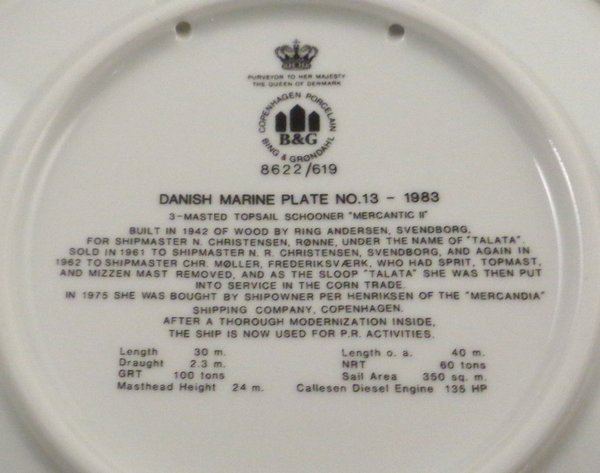 PURVEYOR TO HER MAJESTY
THE QUEEN OF DENMARK
COPENHAGEN PORCELAIN
B&G
BING & GRØNDAHL
8622/619
DANISH MARINE PLATE NO.13 - 1983
3-MASTED TOPSAIL SCHOONER "MERCANTIC II"
BUILT IN 1942 OF WOOD BY RING ANDERSEN, SVENDBORG,
FOR SHIPMASTER N. CHRISTENSEN, RØNNE, UNDER THE NAME OF "TALATA"
SOLD IN 1961 TO SHIPMASTER N. R. CHRISTENSEN, SVENDBORG, AND AGAIN IN
1962 TO SHIPMASTER CHR. MØLLER, FREDERIKSVÆRK, WHO HAD SPRIT, TOPMAST,
AND MIZZEN MAST REMOVED, AND AS THE SLOOP "TALATA" SHE WAS THEN PUT
INTO SERVICE IN THE CORN TRADE.
IN 1975 SHE WAS BOUGHT BY SHIPOWNER PER HENRIKSEN OF THE "MERCANDIA"
SHIPPING COMPANY, COPENHAGEN.
AFTER A THOROUGH MODERNIZATION INSIDE,
THE SHIP IS NOW USED FOR P.R. ACTIVITIES.
Length 30 m. Length o. a. 40 m.
Draught 2.3 m. NRT 60 tons
GRT 100 tons Sail Area 350 sq. m.
Masthead Height 24 m. Callesen Diesel Engine 135 HP